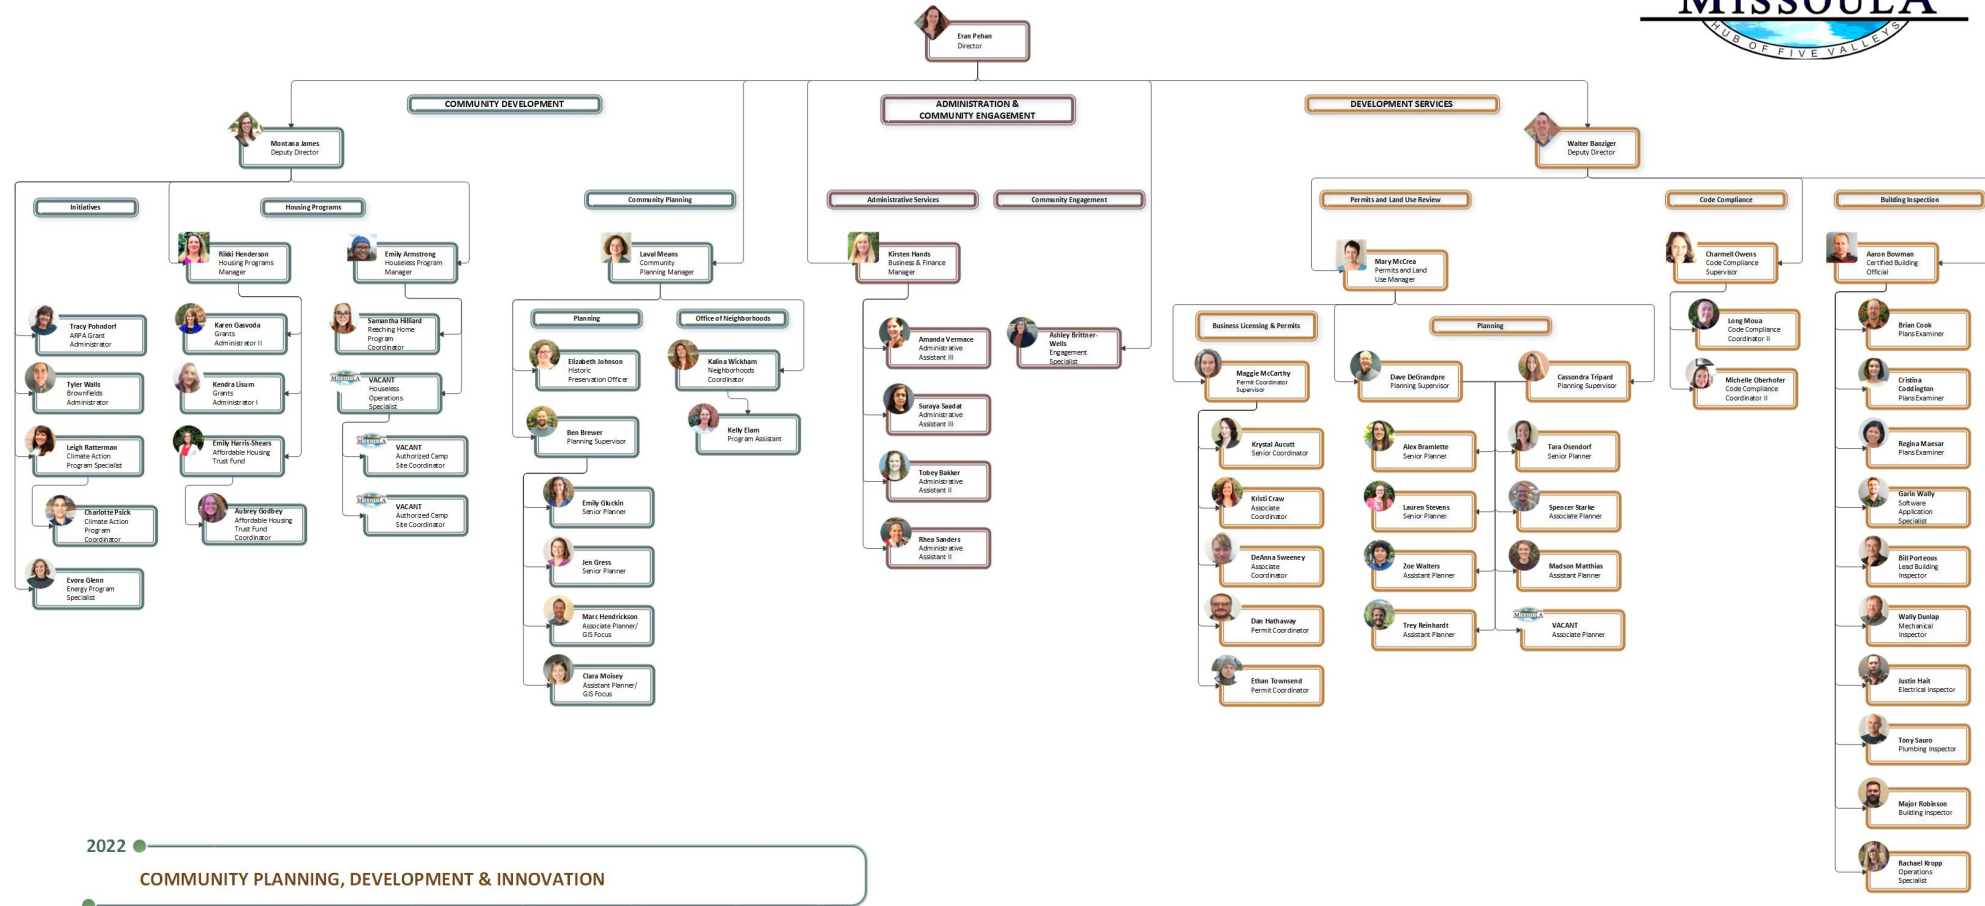 MISSOULA
HUB OF FIVE VALLEYS
Eran Pehan
Director
COMMUNITY DEVELOPMENT
ADMINISTRATION &
COMMUNITY ENGAGEMENT
DEVELOPMENT SERVICES
Montana James
Deputy Director
Walter Banziger
Deputy Director
Initiatives
Housing Programs
Community Planning
Administrative Services
Community Engagement
Permits and Land Use Review
Code Compliance
Building Inspection
Rikki Henderson
Housing Programs
Manager
Emily Armstrong
Houseless Program
Manager
Laval Means
Community
Planning Manager
Kirsten Hands
Business & Finance
Manager
Mary McCrea
Permits and Land
Use Manager
Charmell Owens
Code Compliance
Supervisor
Aaron Bowman
Certified Building
Official
Tracy Pohndorf
ARPA Grant
Administrator
Tyler Walls
Brownfields
Administrator
Leigh Ratterman
Climate Action
Program Specialist
Charlotte Psick
Climate Action
Program
Coordinator
Evora Glenn
Energy Program
Specialist
Karen Gasvoda
Grants
Administrator II
Kendra Lisum
Grants
Administrator I
Emily Harris-Shears
Affordable Housing
Trust Fund
Aubrey Godbey
Affordable Housing
Trust Fund
Coordinator
Samantha Hilliard
Reaching Home
Program
Coordinator
MISSOULA
VACANT
Houseless
Operations
Specialist
MISSOULA
VACANT
Authorized Camp
Site Coordinator
MISSOULA
VACANT
Authorized Camp
Site Coordinator
Planning
Office of Neighborhoods
Elizabeth Johnson
Historic
Preservation Officer
Ben Brewer
Planning Supervisor
Emily Gluckin
Senior Planner
Jen Gress
Senior Planner
Marc Hendrickson
Associate Planner/
GIS Focus
Clara Moisey
Assistant Planner/
GIS Focus
Kalina Wickham
Neighborhoods
Coordinator
Kelly Elam
Program Assistant
Amanda Vermace
Administrative
Assistant III
Suraya Saadat
Administrative
Assistant III
Tobey Bakker
Administrative
Assistant II
Rhea Sanders
Administrative
Assistant II
Ashley Brittner-
Wells
Engagement
Specialist
Business Licensing & Permits
Planning
Maggie McCarthy
Permit Coordinator
Supervisor
Krystal Aucutt
Senior Coordinator
Kristi Craw
Associate
Coordinator
DeAnna Sweeney
Associate
Coordinator
Dan Hathaway
Permit Coordinator
Ethan Townsend
Permit Coordinator
Dave DeGrandpre
Planning Supervisor
Cassondra Tripard
Planning Supervisor
Alex Bramlette
Senior Planner
Tara Osendorf
Senior Planner
Lauren Stevens
Senior Planner
Spencer Starke
Associate Planner
Zoe Walters
Assistant Planner
Madson Matthias
Assistant Planner
Trey Reinhardt
Assistant Planner
MISSOULA
VACANT
Associate Planner
Long Moua
Code Compliance
Coordinator II
Michelle Oberhofer
Code Compliance
Coordinator II
Brian Cook
Plans Examiner
Cristina
Coddington
Plans Examiner
Regina Maesar
Plans Examiner
Garin Wally
Software
Application
Specialist
Bill Porteous
Lead Building
Inspector
Wally Dunlap
Mechanical
Inspector
Justin Hait
Electrical Inspector
Tony Sauro
Plumbing Inspector
Major Robinson
Building Inspector
Rachael Kropp
Operations
Specialist
2022
COMMUNITY PLANNING, DEVELOPMENT & INNOVATION